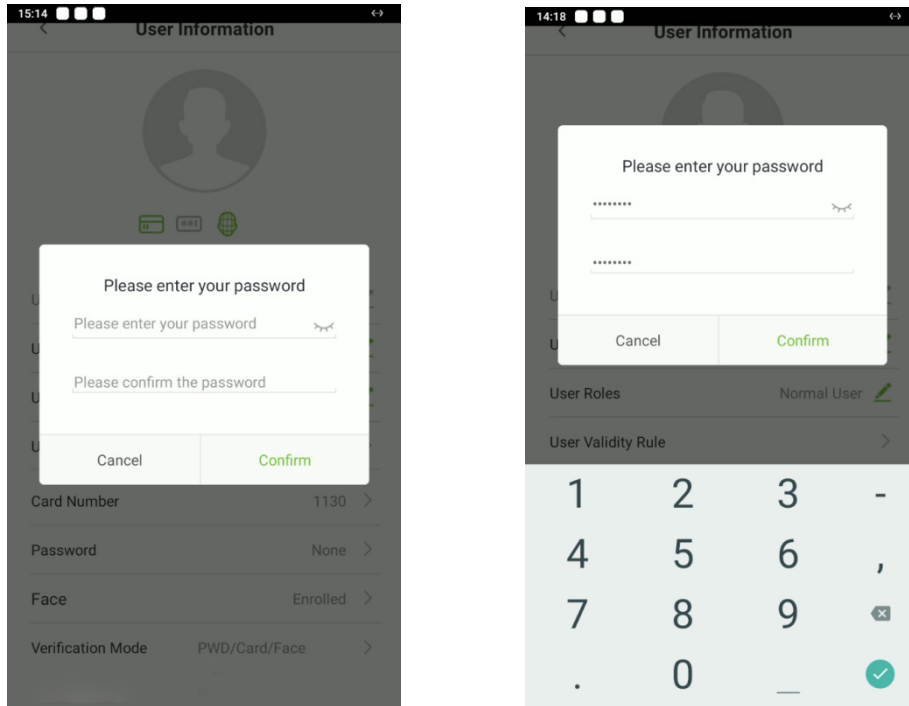 15:14
User Information
Please enter your password
Please enter your password
Please confirm the password
Cancel Confirm
U
U
U
U
Card Number 1130
Password None
Face Enrolled
Verification Mode PWD/Card/Face
14:18
User Information
Please enter your password
••••••••
••••••••
Cancel Confirm
U
U
User Roles Normal User
User Validity Rule
1 2 3 -
4 5 6 ,
7 8 9
. 0 _